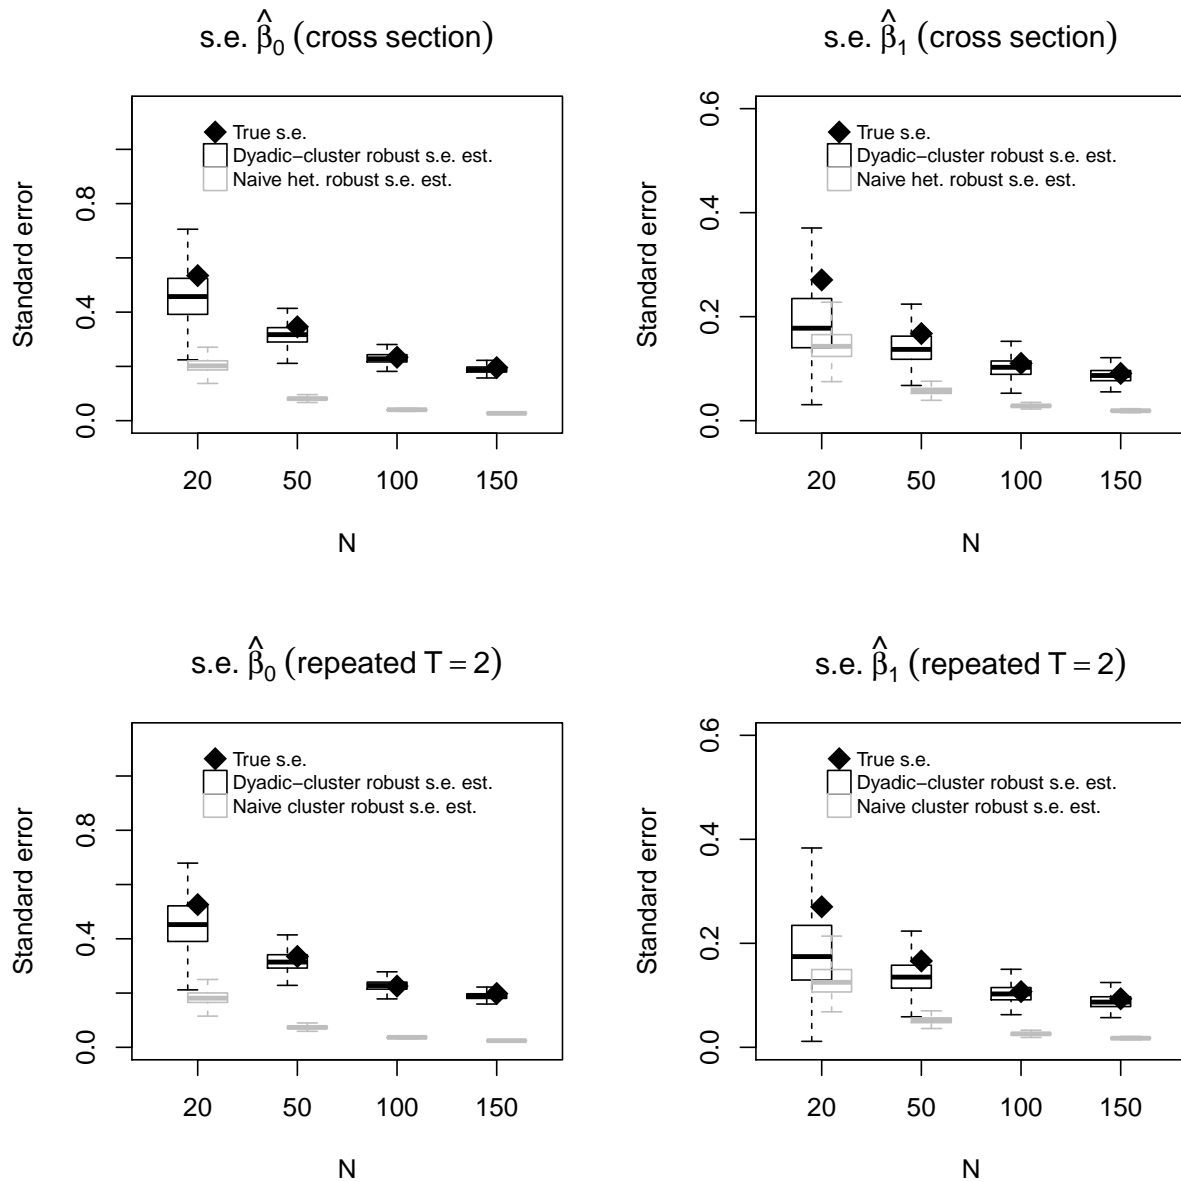 s.e. β̂₀ (cross section)
Standard error
0.0 0.4 0.8
True s.e.
Dyadic−cluster robust s.e. est.
Naive het. robust s.e. est.
20 50 100 150
N
s.e. β̂₁ (cross section)
Standard error
0.0 0.2 0.4 0.6
True s.e.
Dyadic−cluster robust s.e. est.
Naive het. robust s.e. est.
20 50 100 150
N
s.e. β̂₀ (repeated T = 2)
Standard error
0.0 0.4 0.8
True s.e.
Dyadic−cluster robust s.e. est.
Naive cluster robust s.e. est.
20 50 100 150
N
s.e. β̂₁ (repeated T = 2)
Standard error
0.0 0.2 0.4 0.6
True s.e.
Dyadic−cluster robust s.e. est.
Naive cluster robust s.e. est.
20 50 100 150
N